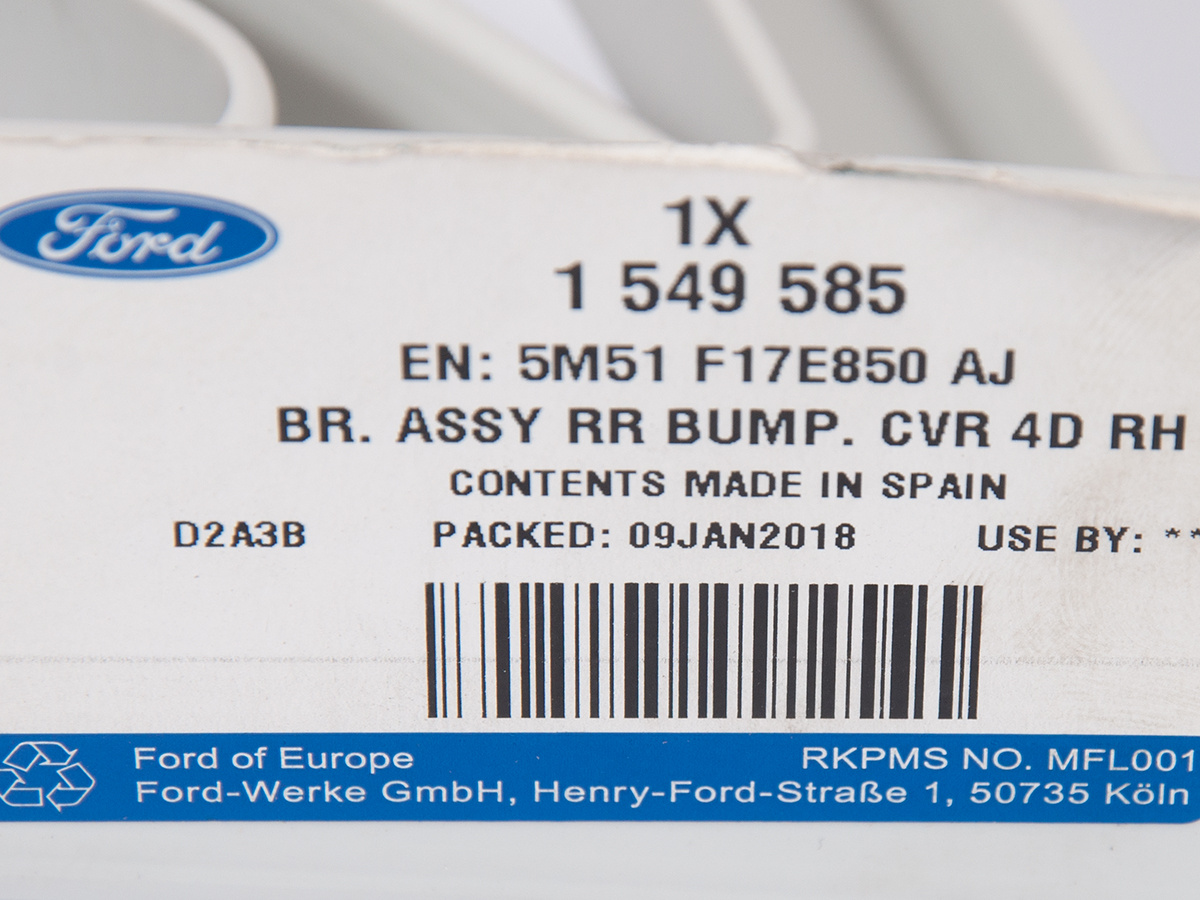 Ford
1X
1 549 585
EN: 5M51 F17E850 AJ
BR. ASSY RR BUMP. CVR 4D RH
CONTENTS MADE IN SPAIN
D2A3B PACKED: 09JAN2018 USE BY: **
Ford of Europe RKPMS NO. MFL001
Ford-Werke GmbH, Henry-Ford-Straße 1, 50735 Köln